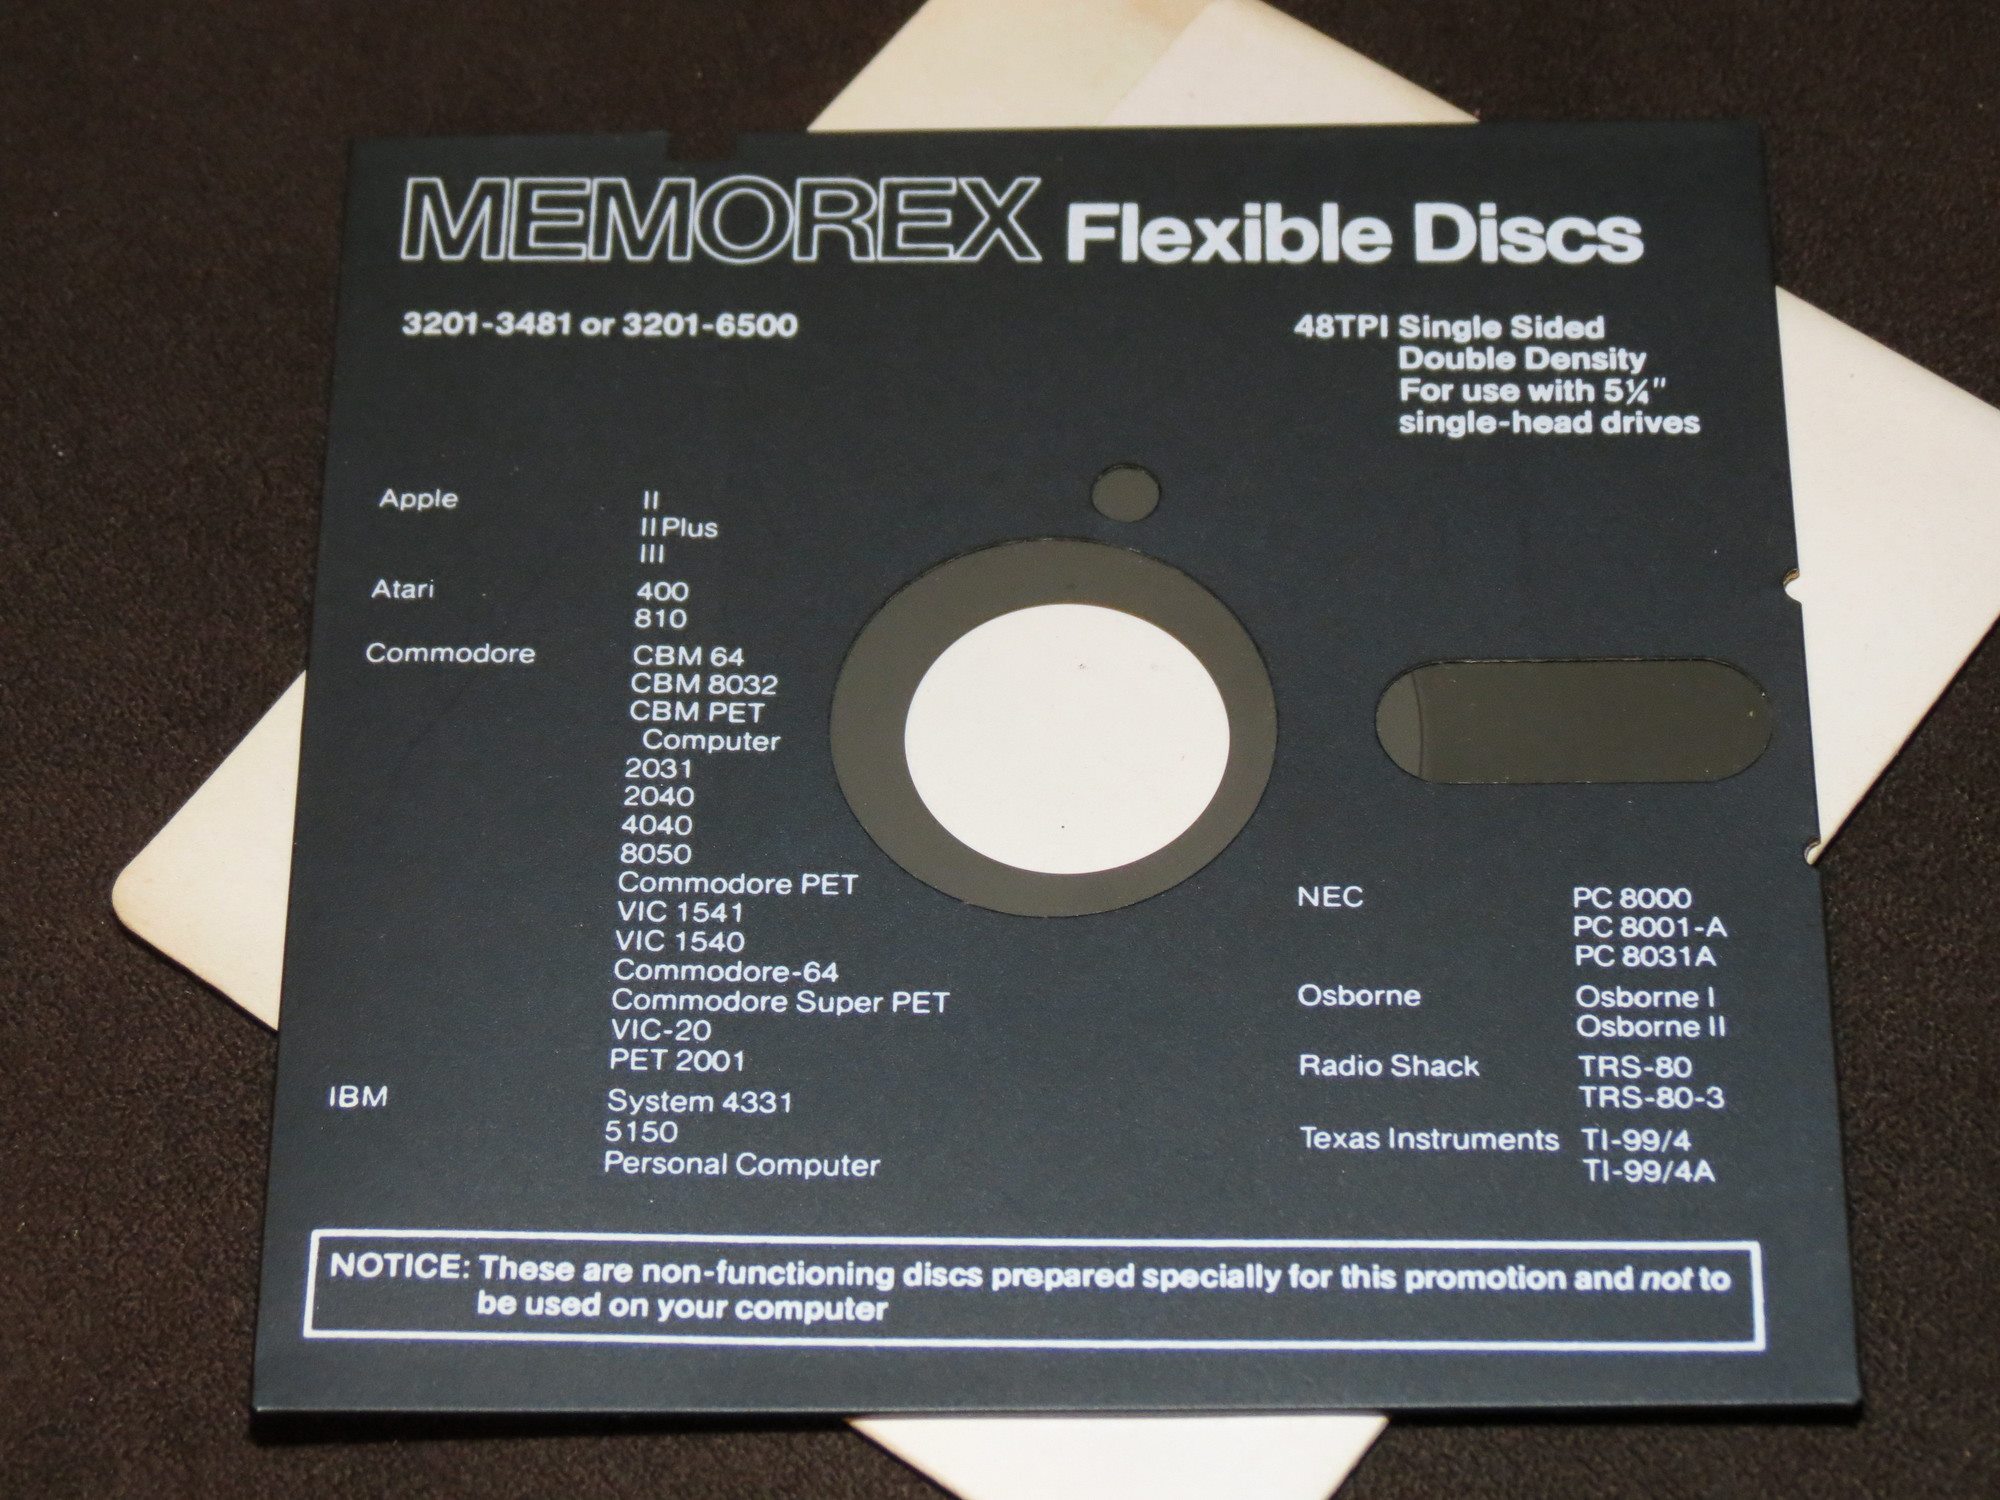 MEMOREX Flexible Discs
3201-3481 or 3201-6500
48TPI Single Sided
Double Density
For use with 5¼"
single-head drives
Apple II
II Plus
III
Atari 400
810
Commodore CBM 64
CBM 8032
CBM PET
Computer
2031
2040
4040
8050
Commodore PET
VIC 1541
VIC 1540
Commodore-64
Commodore Super PET
VIC-20
PET 2001
IBM System 4331
5150
Personal Computer
NEC PC 8000
PC 8001-A
PC 8031A
Osborne Osborne I
Osborne II
Radio Shack TRS-80
TRS-80-3
Texas Instruments TI-99/4
TI-99/4A
NOTICE: These are non-functioning discs prepared specially for this promotion and not to
be used on your computer